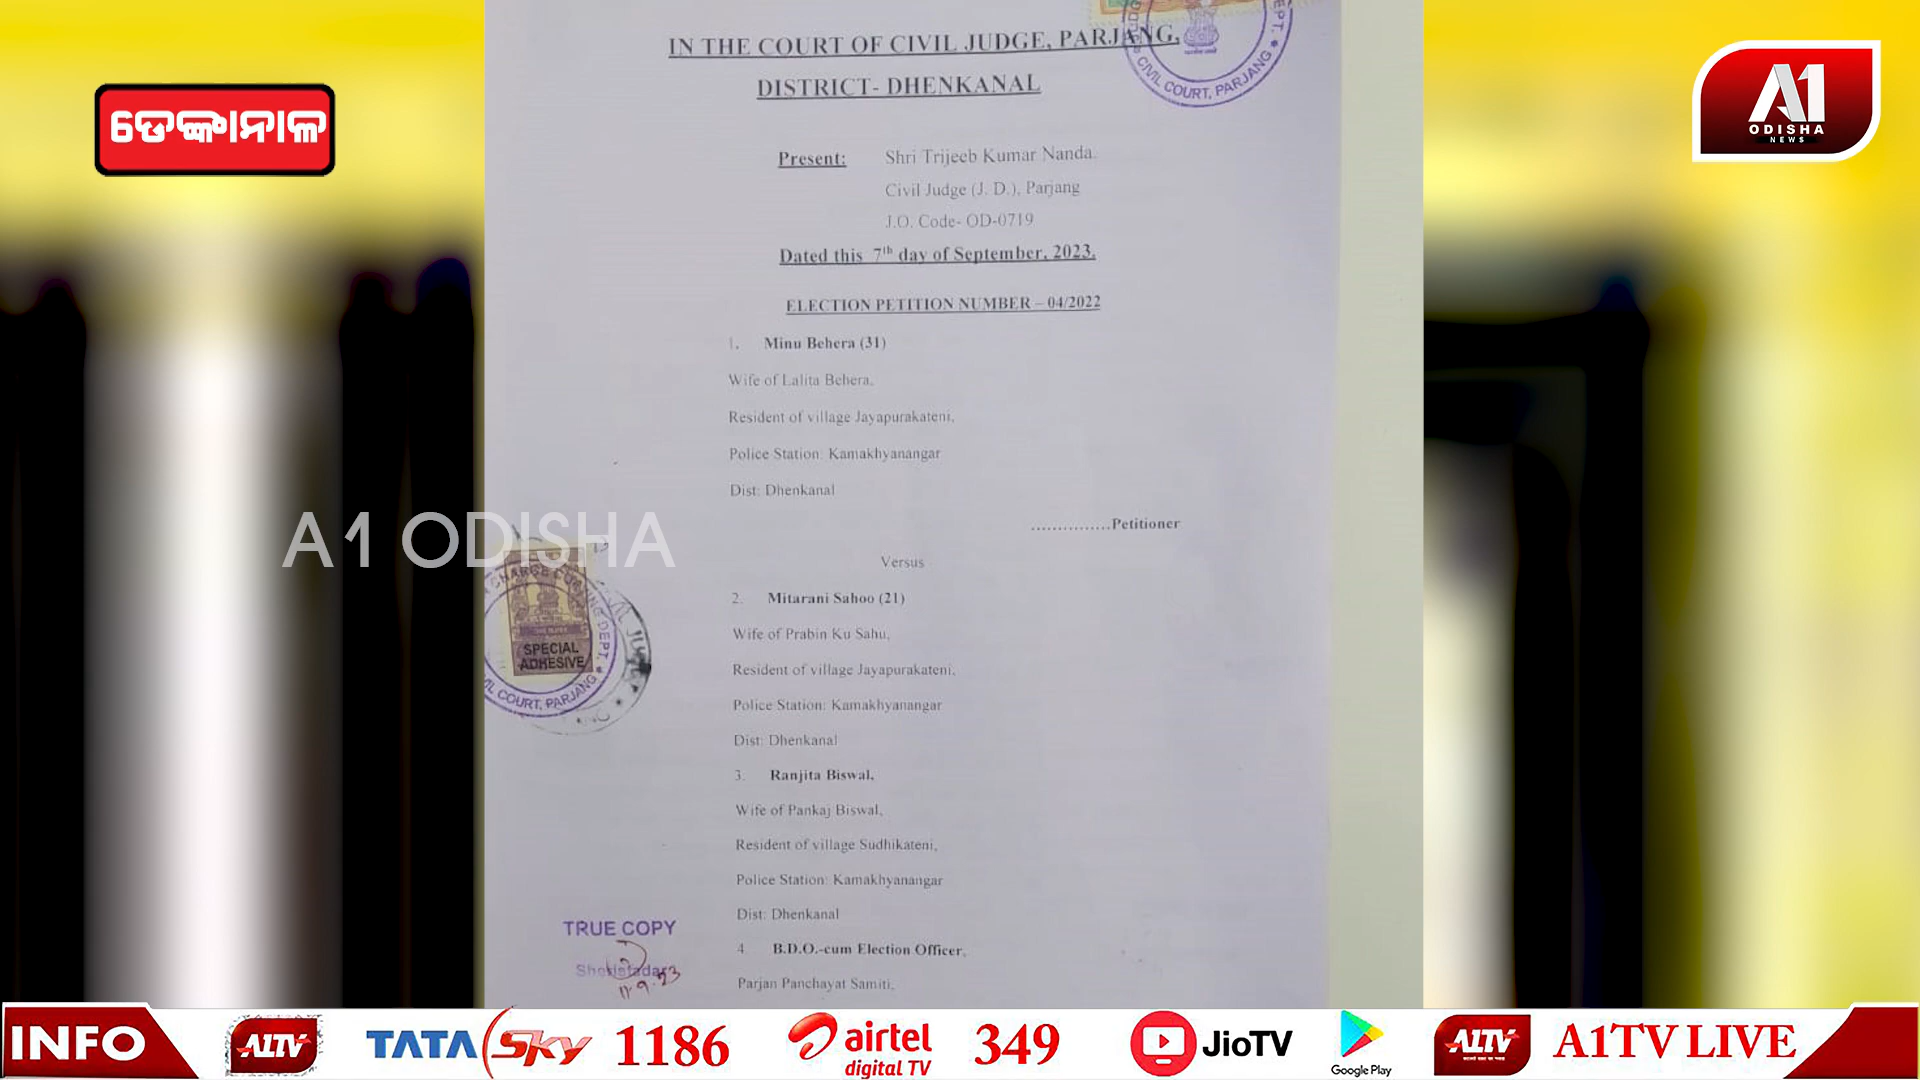 IN THE COURT OF CIVIL JUDGE, PARJANG,
DISTRICT- DHENKANAL
CIVIL COURT, PARJANG
ଢେଙ୍କାନାଳ
A1
ODISHA
NEWS
Present: Shri Trijeeb Kumar Nanda.
Civil Judge (J. D.), Parjang
J.O. Code- OD-0719
Dated this 7th day of September, 2023.
ELECTION PETITION NUMBER – 04/2022
1. Minu Behera (31)
Wife of Lalita Behera,
Resident of village Jayapurakateni,
Police Station: Kamakhyanangar
Dist: Dhenkanal
...............Petitioner
A1 ODISHA
Versus
2. Mitarani Sahoo (21)
Wife of Prabin Ku Sahu,
Resident of village Jayapurakateni,
Police Station: Kamakhyanangar
Dist: Dhenkanal
SPECIAL
ADHESIVE
COURT, PARJANG
3. Ranjita Biswal,
Wife of Pankaj Biswal,
Resident of village Sudhikateni,
Police Station: Kamakhyanangar
Dist: Dhenkanal
4. B.D.O.-cum Election Officer,
Parjan Panchayat Samiti,
TRUE COPY
INFO A1TV TATA Sky 1186 airtel digital TV 349 JioTV Google Play A1TV A1TV LIVE